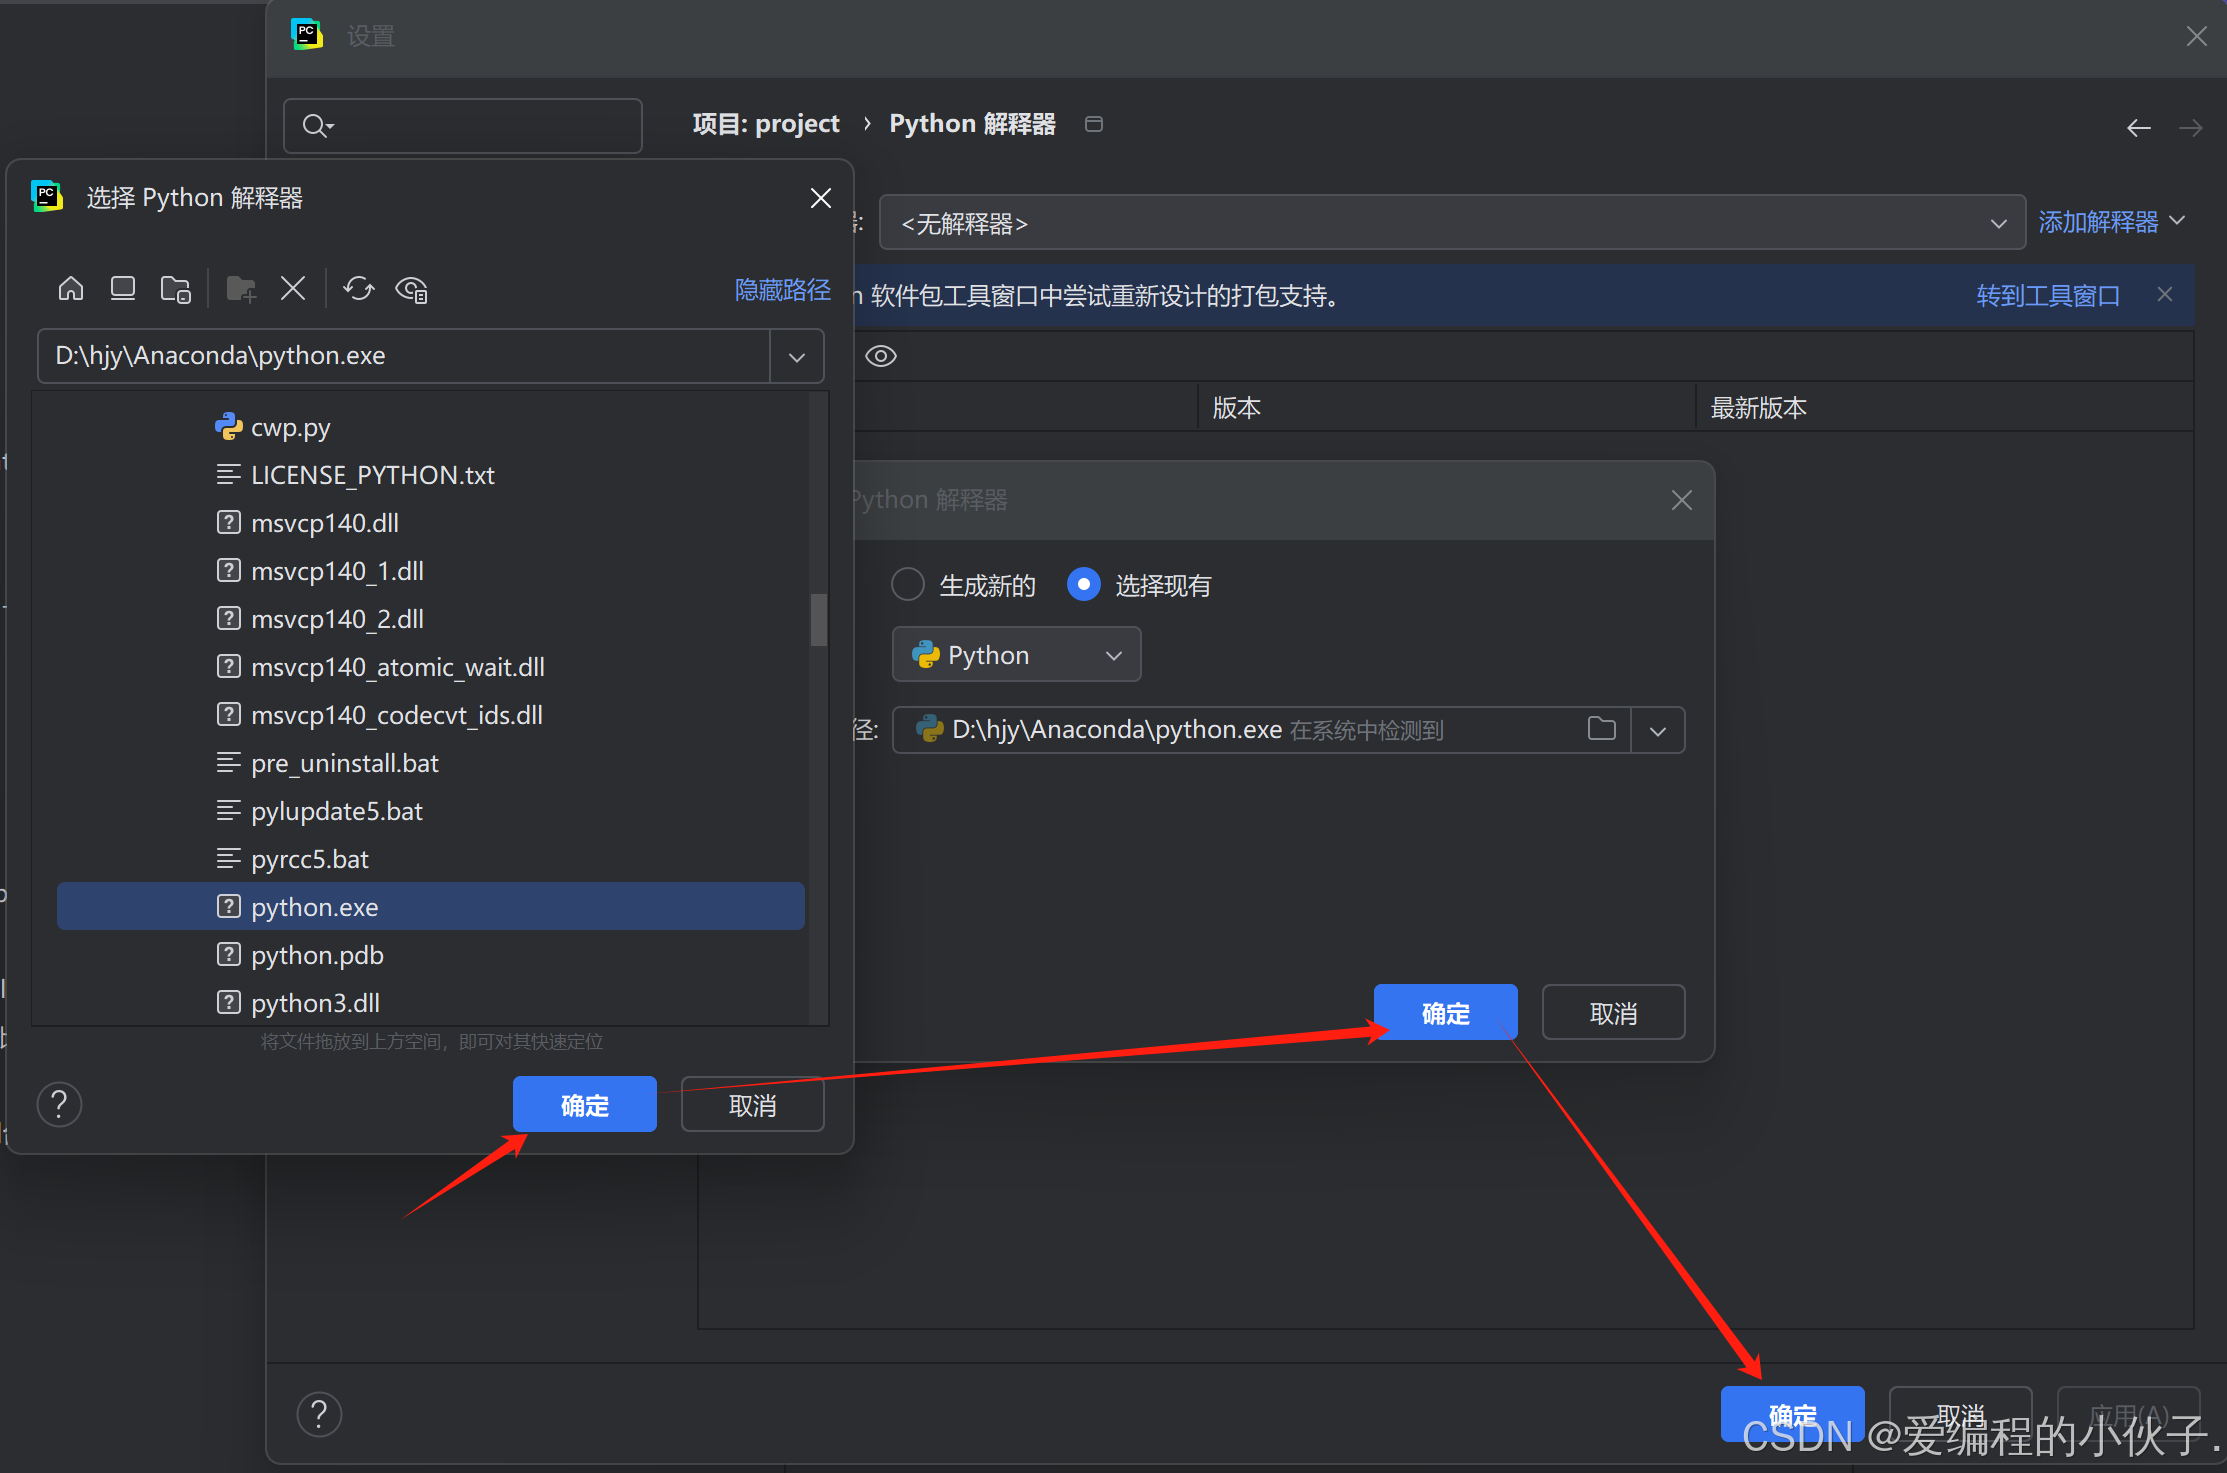 设置
项目: project › Python 解释器
<无解释器>
添加解释器
软件包工具窗口中尝试重新设计的打包支持。
转到工具窗口
版本
最新版本
选择 Python 解释器
隐藏路径
D:\hjy\Anaconda\python.exe
cwp.py
LICENSE_PYTHON.txt
msvcp140.dll
msvcp140_1.dll
msvcp140_2.dll
msvcp140_atomic_wait.dll
msvcp140_codecvt_ids.dll
pre_uninstall.bat
pylupdate5.bat
pyrcc5.bat
python.exe
python.pdb
python3.dll
将文件拖放到上方空间，即可对其快速定位
确定
取消
Python 解释器
生成新的
选择现有
Python
径:
D:\hjy\Anaconda\python.exe 在系统中检测到
确定
取消
确定
取消
应用(A)
CSDN @爱编程的小伙子.